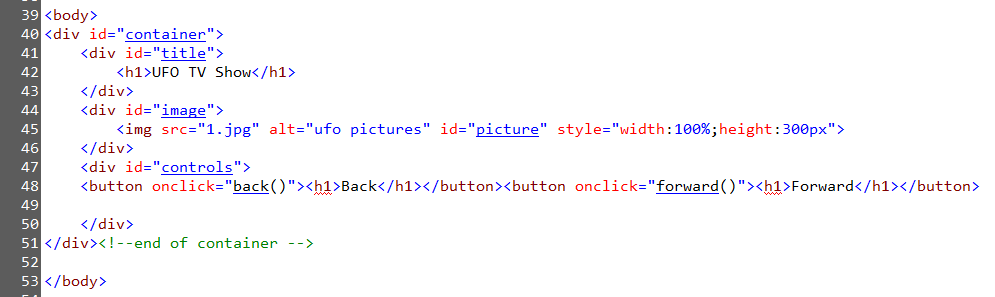 39 <body>
40 <div id="container">
41     <div id="title">
42         <h1>UFO TV Show</h1>
43     </div>
44     <div id="image">
45         <img src="1.jpg" alt="ufo pictures" id="picture" style="width:100%;height:300px">
46     </div>
47     <div id="controls">
48     <button onclick="back()"><h1>Back</h1></button><button onclick="forward()"><h1>Forward</h1></button>
49
50     </div>
51 </div><!--end of container -->
52
53 </body>